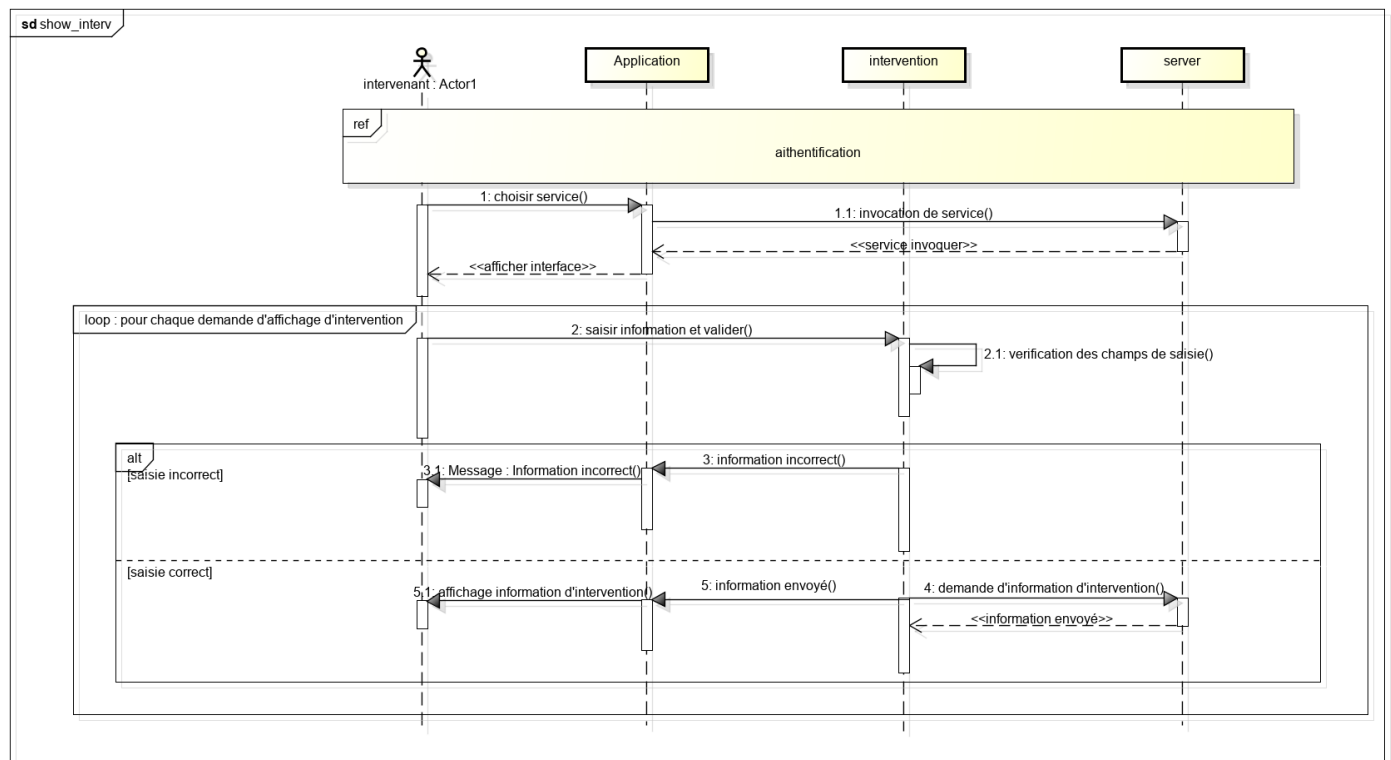 sd show_interv
intervenant : Actor1
Application
intervention
server
ref
aithentification
1: choisir service()
1.1: invocation de service()
<<service invoquer>>
<<afficher interface>>
loop : pour chaque demande d'affichage d'intervention
2: saisir information et valider()
2.1: verification des champs de saisie()
alt
[saisie incorrect]
3: information incorrect()
3.1: Message : Information incorrect()
[saisie correct]
5.1: affichage information d'intervention()
5: information envoyé()
4: demande d'information d'intervention()
<<information envoyé>>